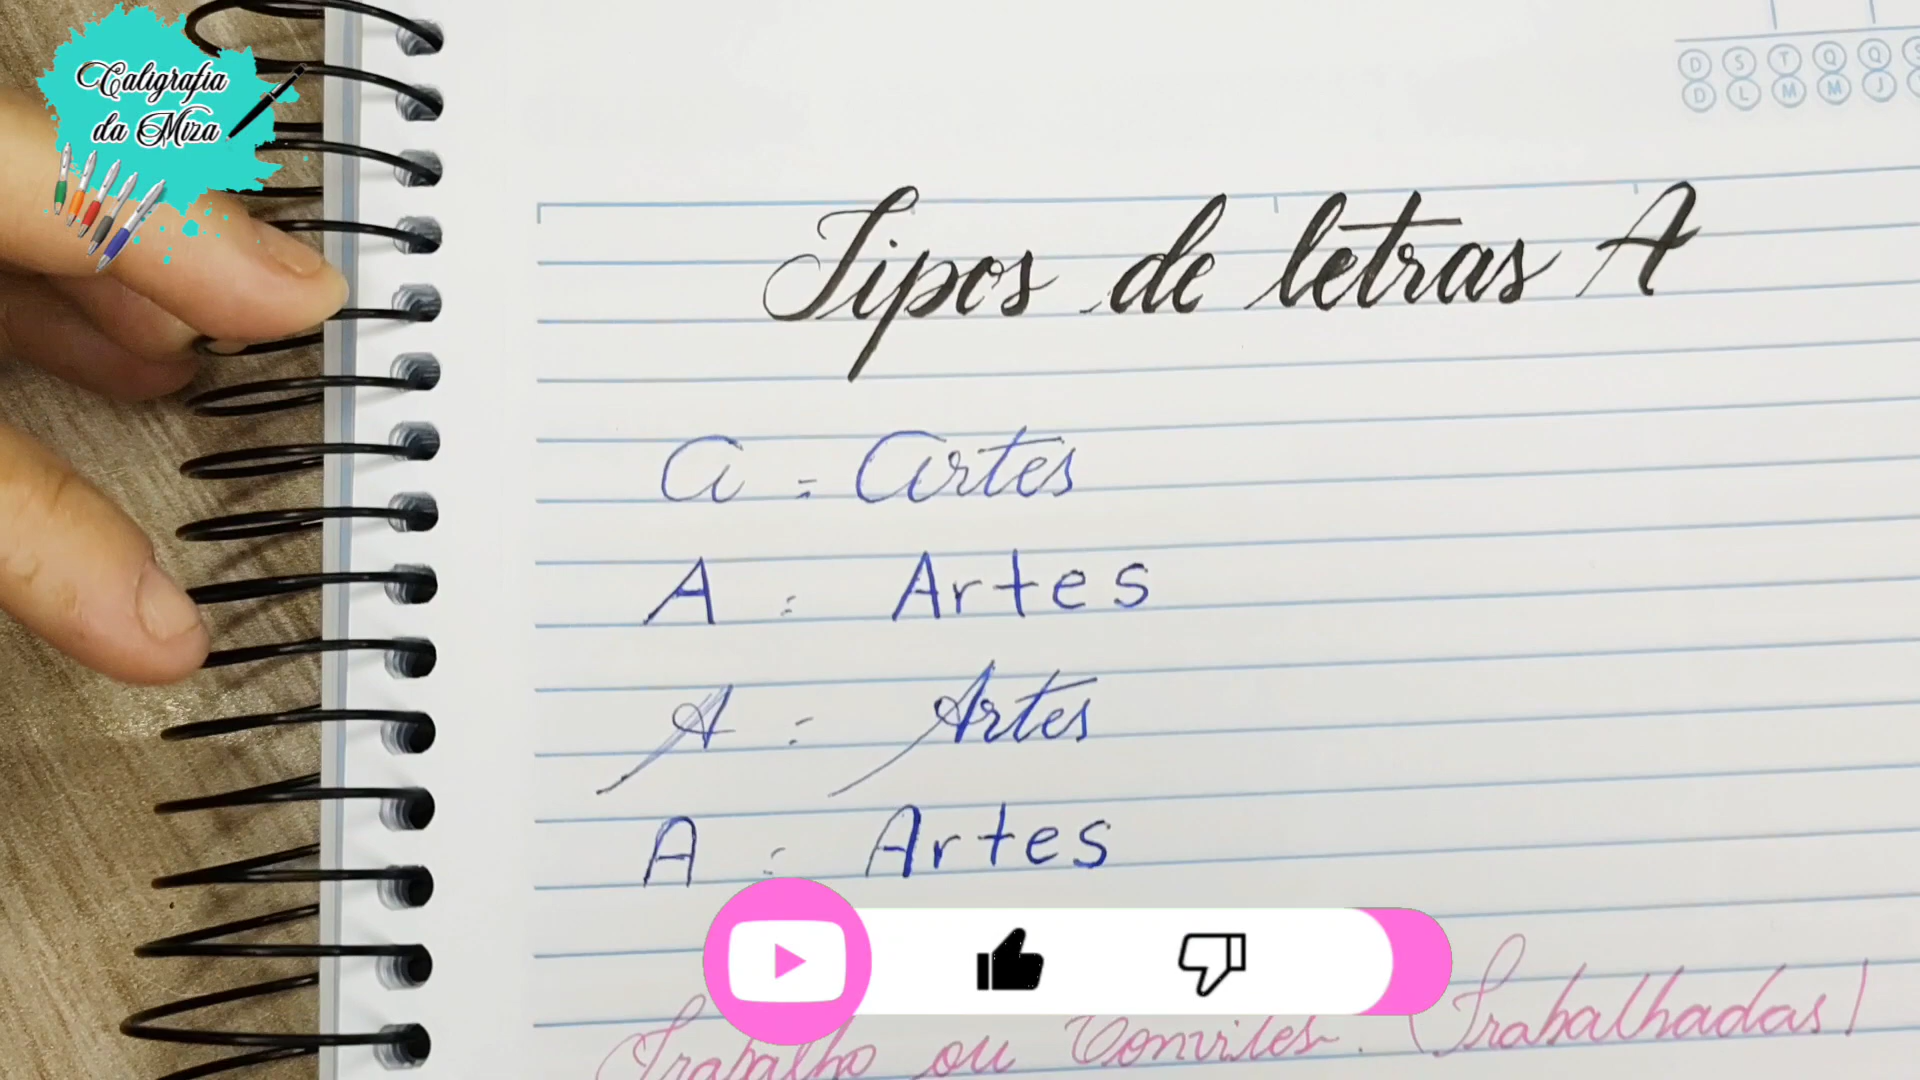 Caligrafia
da Miza
D S T Q Q S
D L M M J
Tipos de letras A
a = Artes
A = Artes
A = Artes
A = Artes
Trabalho ou Convites. (Trabalhadas)